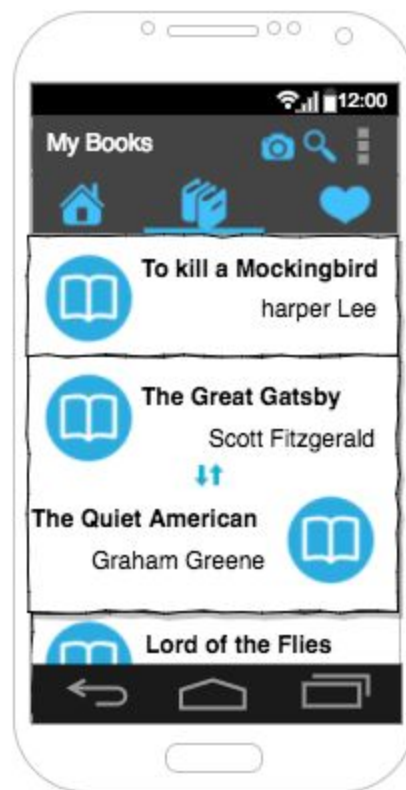 12:00
My Books
To kill a Mockingbird
harper Lee
The Great Gatsby
Scott Fitzgerald
The Quiet American
Graham Greene
Lord of the Flies